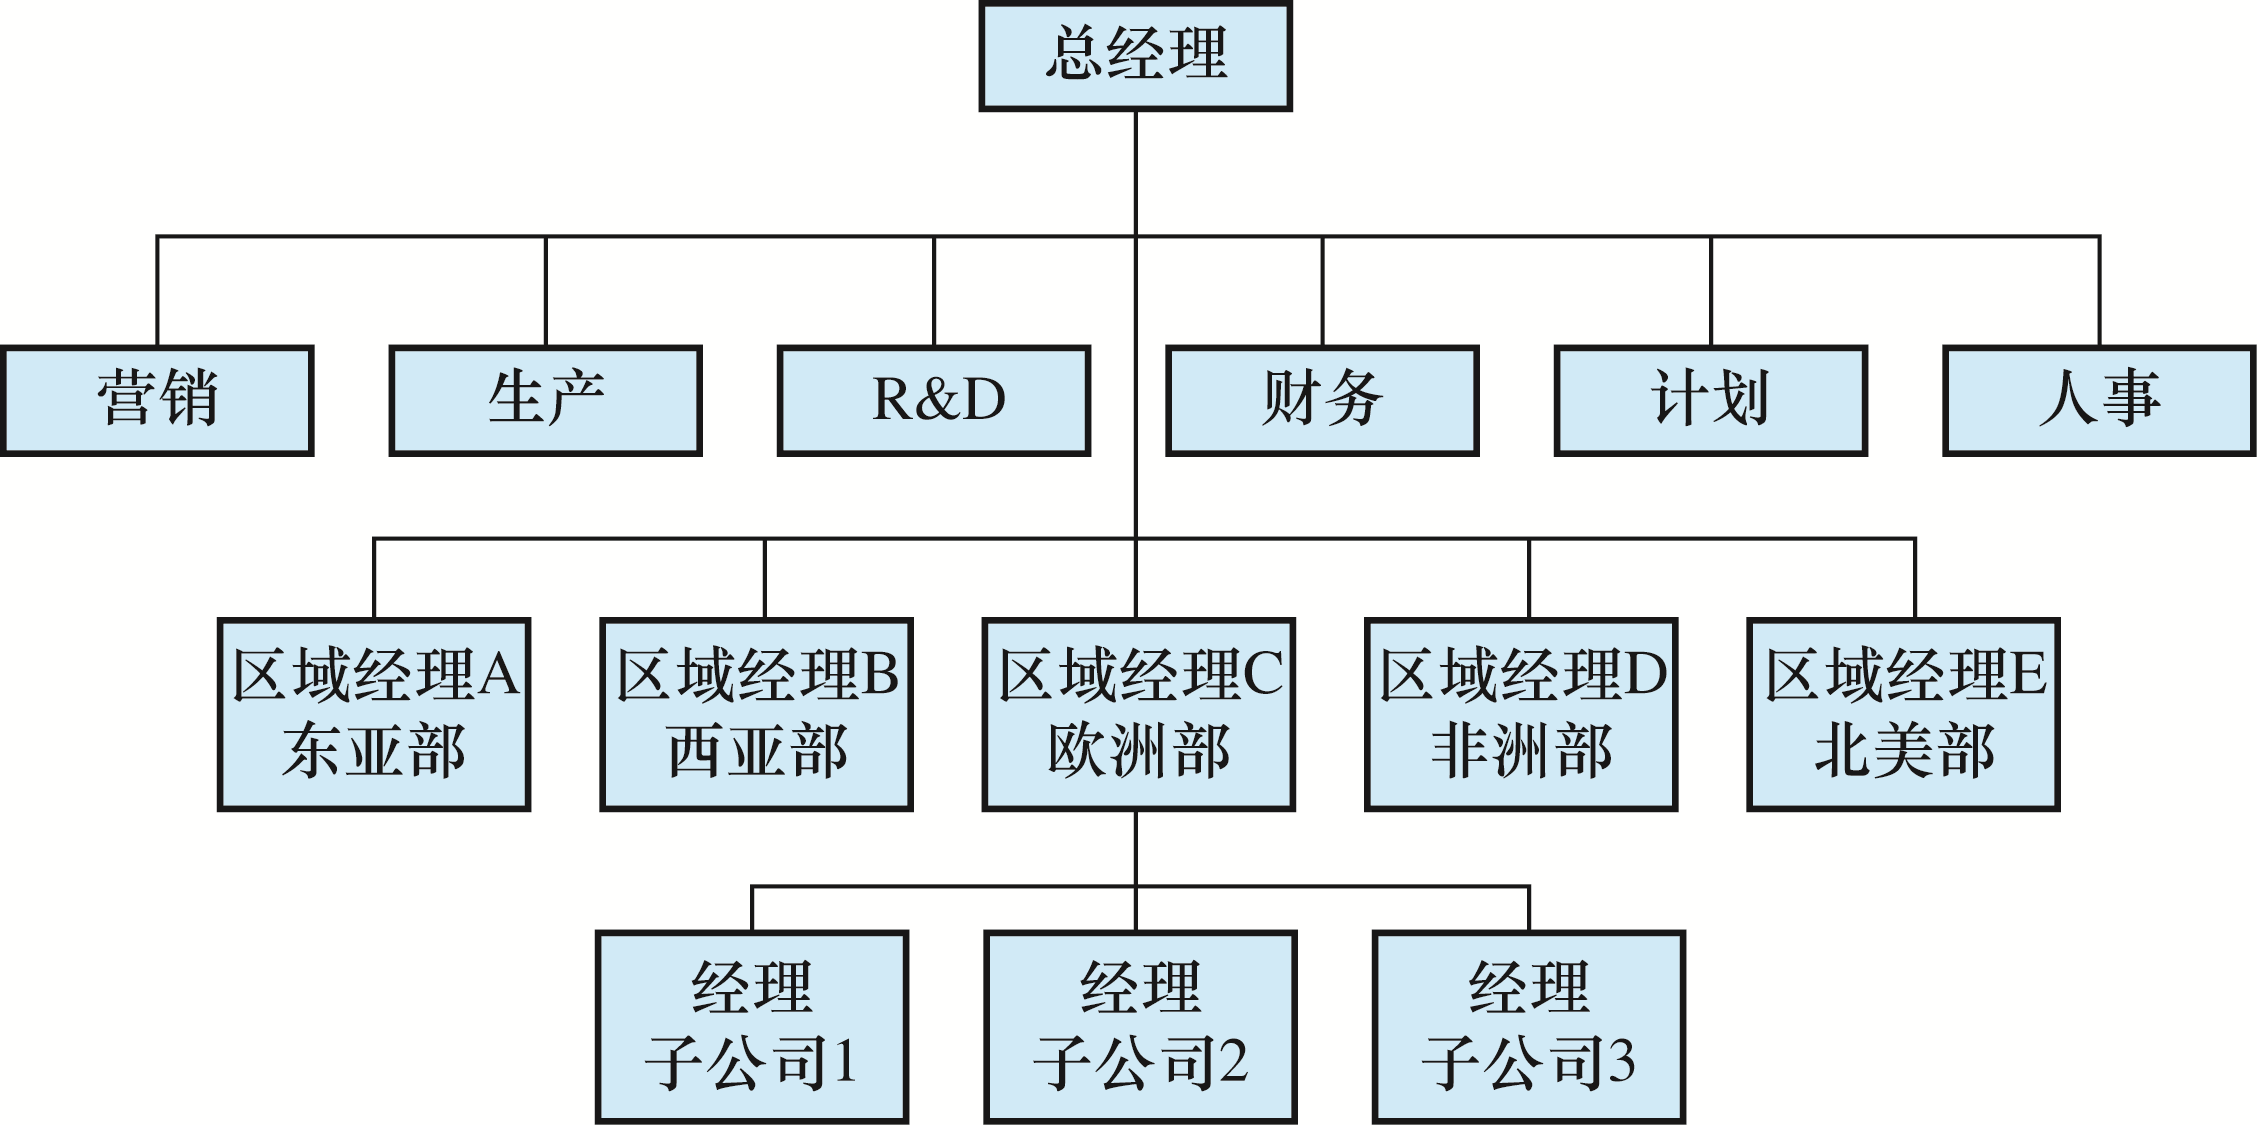 总经理
营销
生产
R&D
财务
计划
人事
区域经理A
东亚部
区域经理B
西亚部
区域经理C
欧洲部
区域经理D
非洲部
区域经理E
北美部
经理
子公司1
经理
子公司2
经理
子公司3